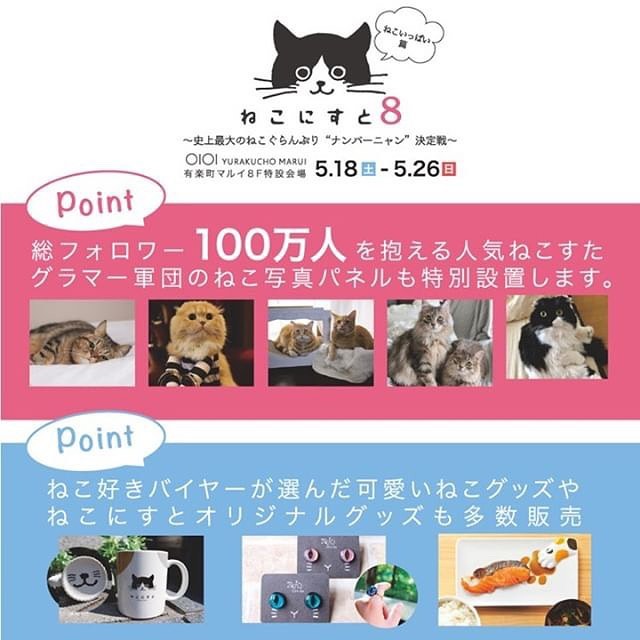 ねこいっぱい
篇
ねこにすと8
〜史上最大のねこぐらんぷり “ナンバーニャン” 決定戦〜
OIOI YURAKUCHO MARUI
有楽町マルイ8F特設会場 5.18土 - 5.26日
Point
総フォロワー100万人を抱える人気ねこすた
グラマー軍団のねこ写真パネルも特別設置します。
Point
ねこ好きバイヤーが選んだ可愛いねこグッズや
ねこにすとオリジナルグッズも多数販売
ねこにすと